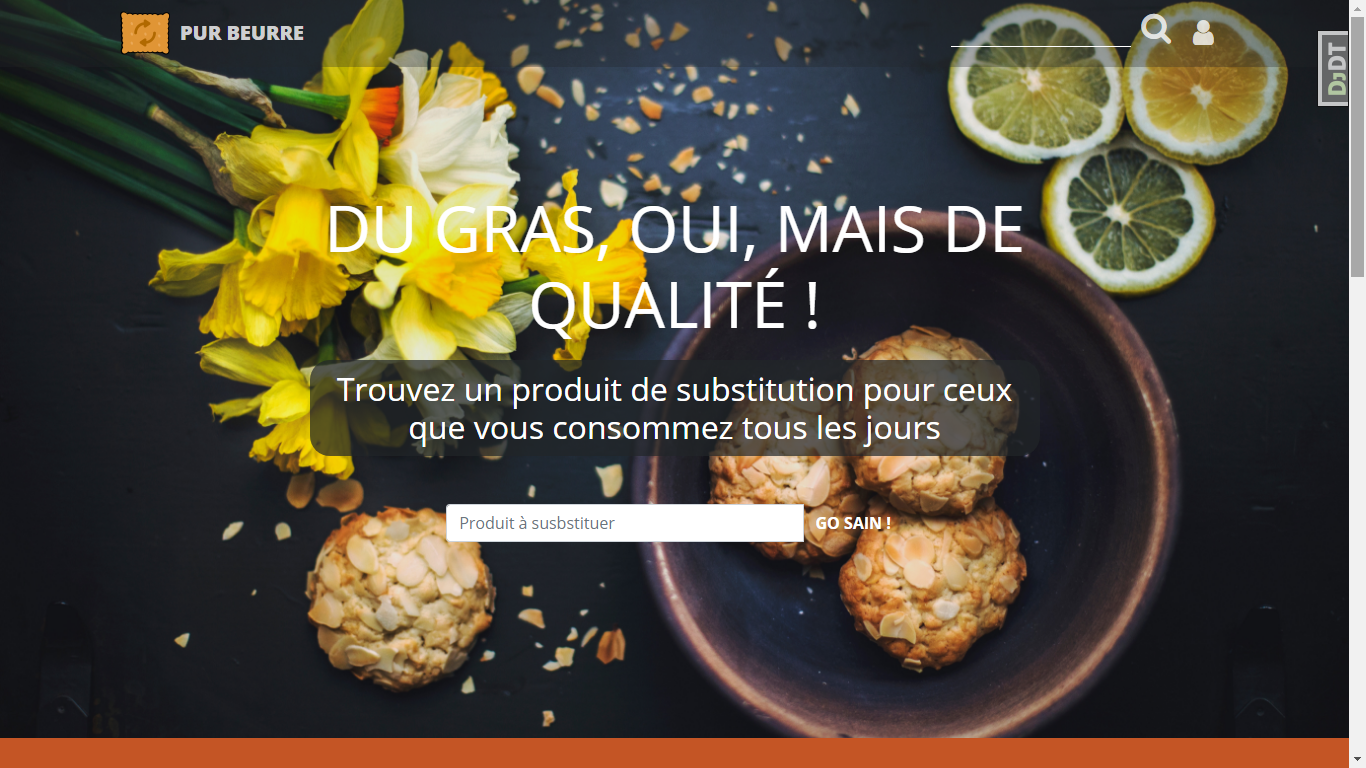 PUR BEURRE
DJDT
DU GRAS, OUI, MAIS DE
QUALITÉ !
Trouvez un produit de substitution pour ceux
que vous consommez tous les jours
Produit à susbstituer
GO SAIN !